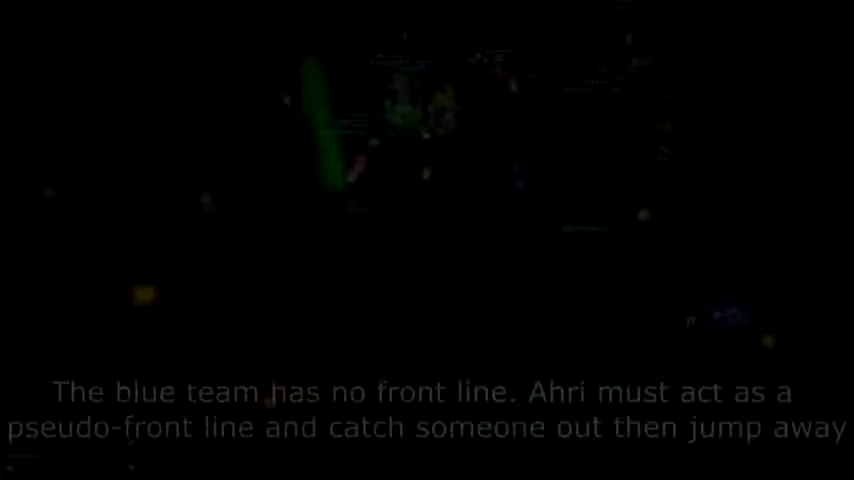 The blue team has no front line. Ahri must act as a
pseudo-front line and catch someone out then jump away